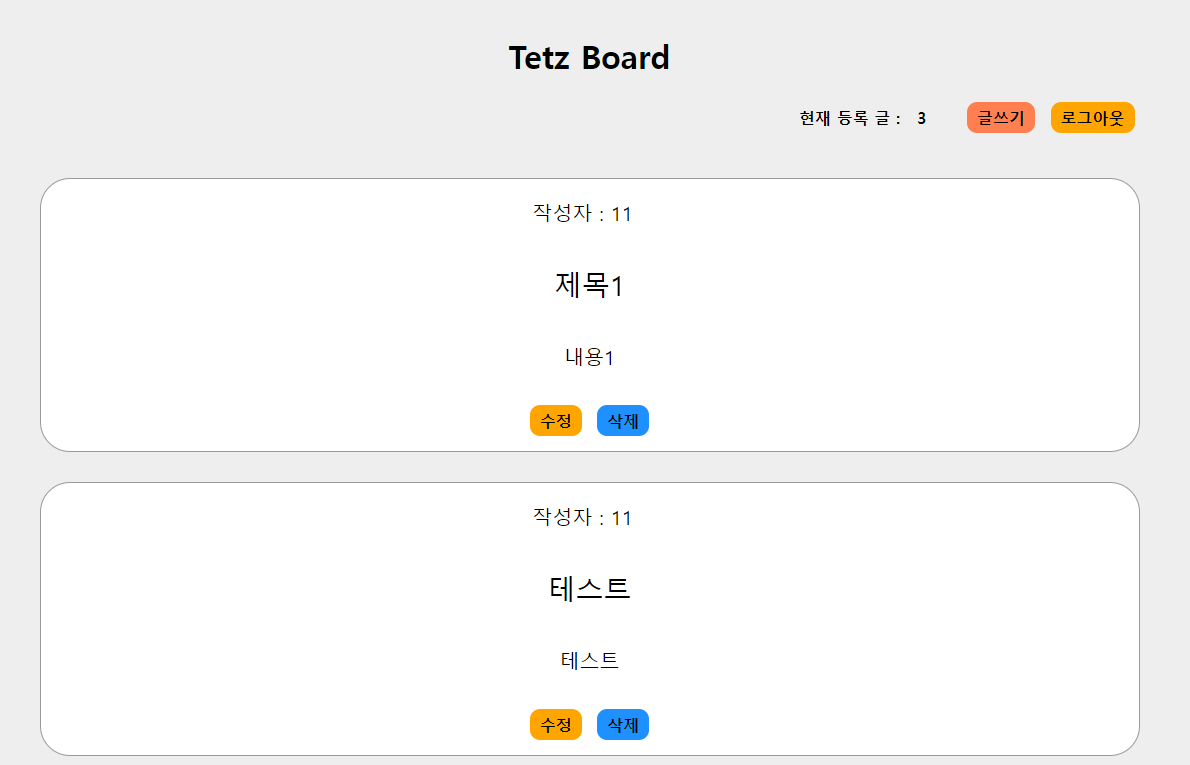 Tetz Board
현재 등록 글 : 3 글쓰기 로그아웃
작성자 : 11
제목1
내용1
수정 삭제
작성자 : 11
테스트
테스트
수정 삭제